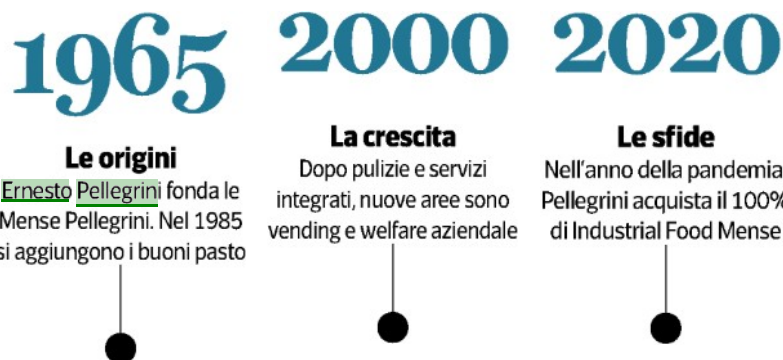 1965
Le origini
Ernesto Pellegrini fonda le
Mense Pellegrini. Nel 1985
si aggiungono i buoni pasto
2000
La crescita
Dopo pulizie e servizi
integrati, nuove aree sono
vending e welfare aziendale
2020
Le sfide
Nell'anno della pandemia
Pellegrini acquista il 100%
di Industrial Food Mense